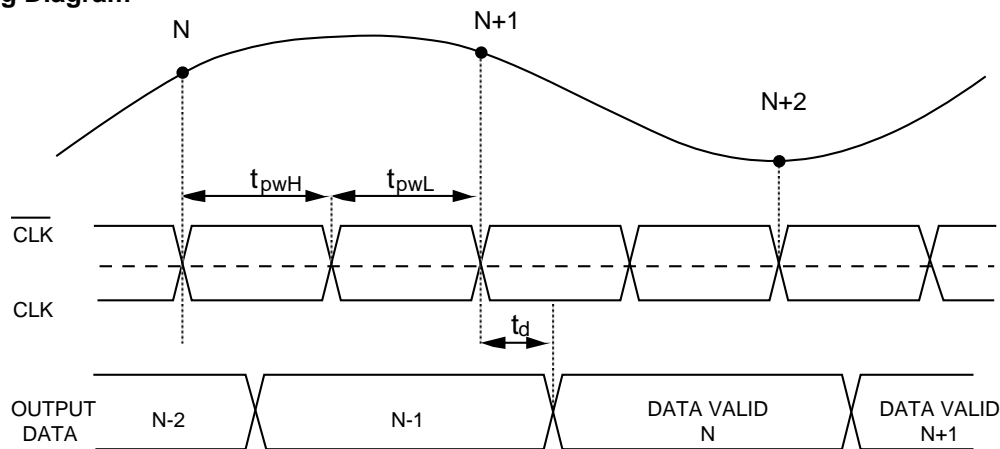 g Diagram
N
N+1
N+2
tpwH
tpwL
CLK
CLK
td
OUTPUT
DATA
N-2
N-1
DATA VALID
N
DATA VALID
N+1